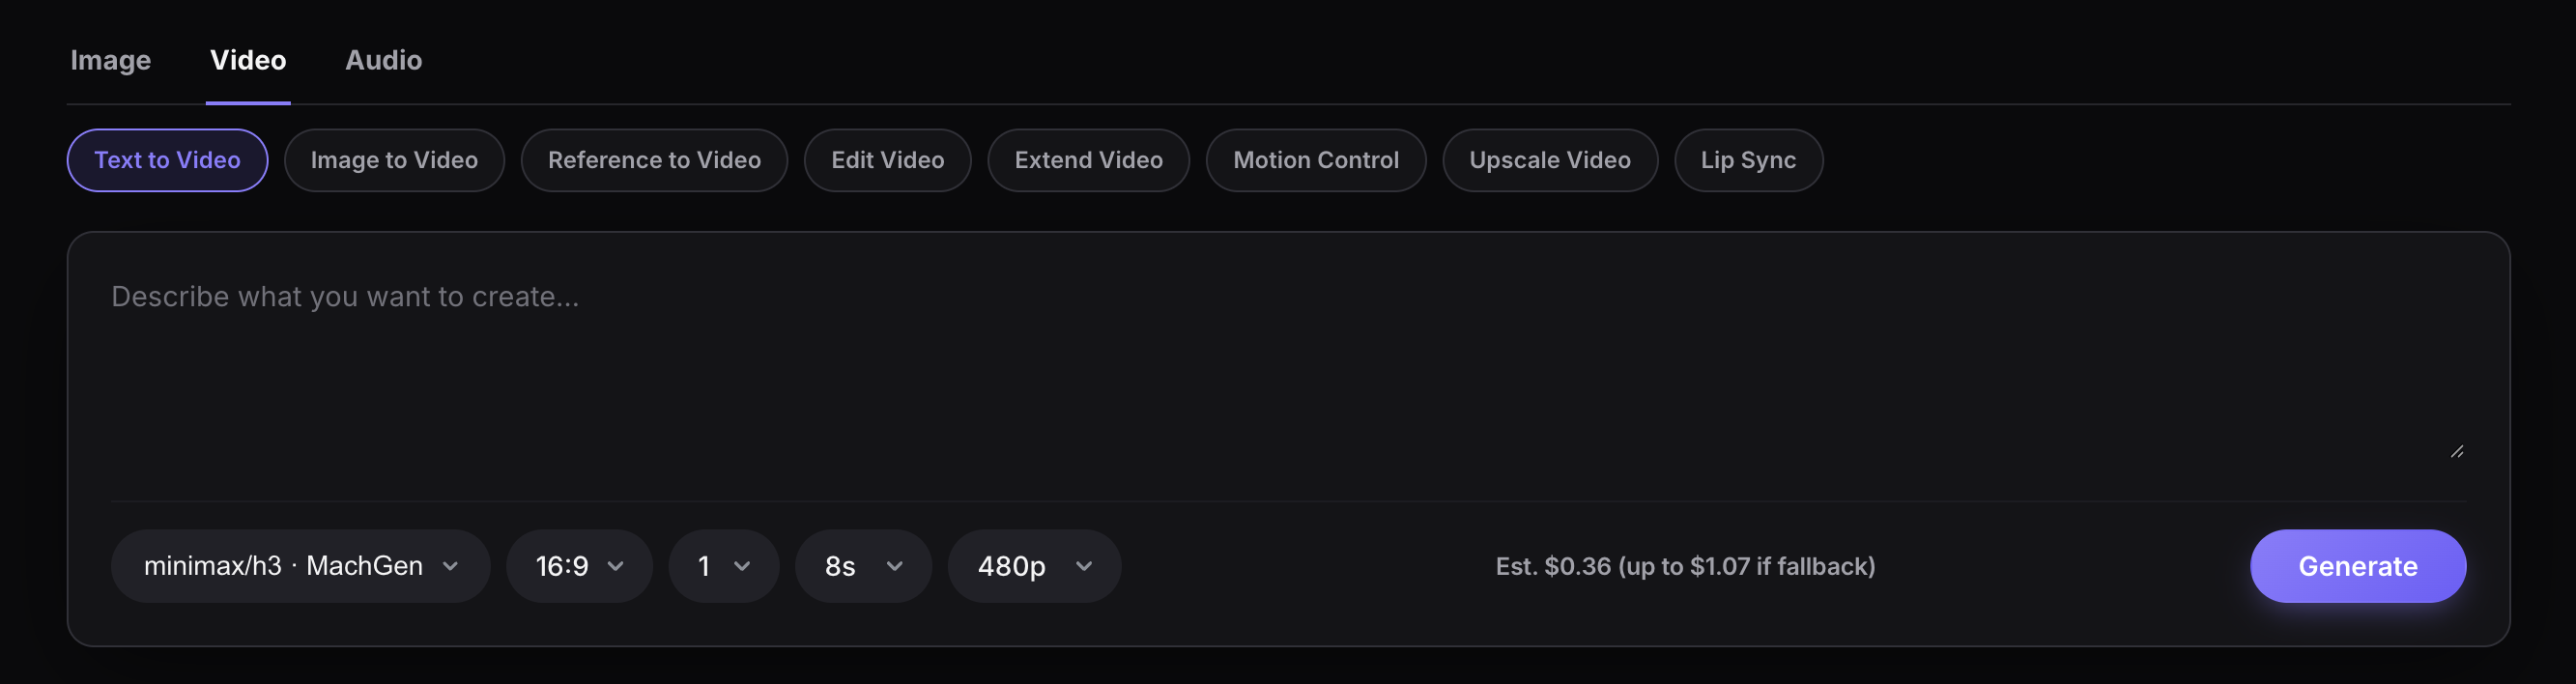 Image Video Audio
Text to Video Image to Video Reference to Video Edit Video Extend Video Motion Control Upscale Video Lip Sync
Describe what you want to create...
minimax/h3 · MachGen 16:9 1 8s 480p Est. $0.36 (up to $1.07 if fallback) Generate